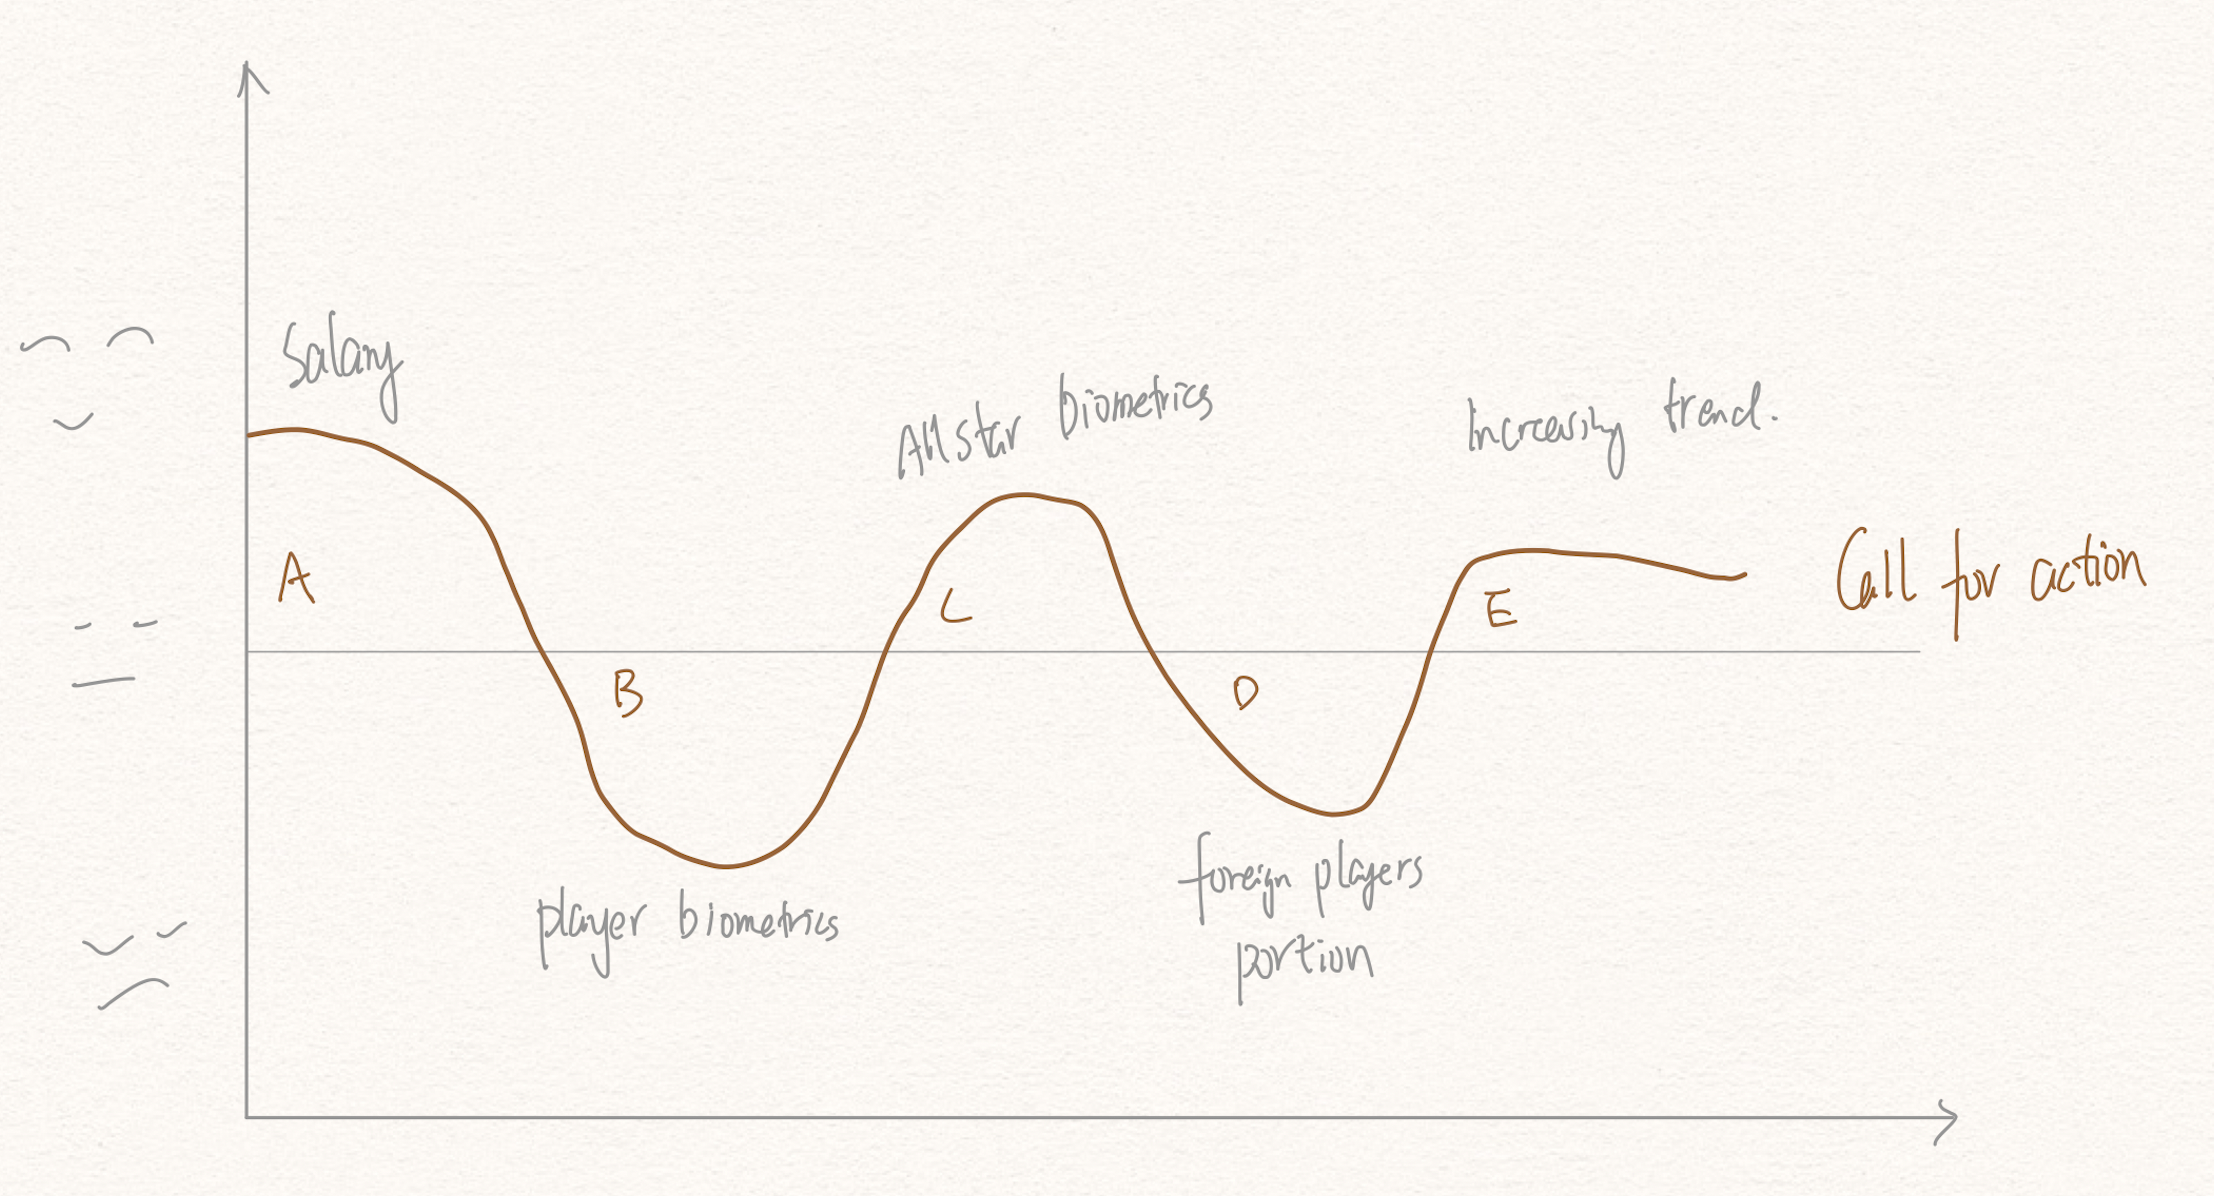 Salary
Allstar biometrics
Increasing trend.
A
C
E
Call for action
B
D
player biometrics
foreign players
portion